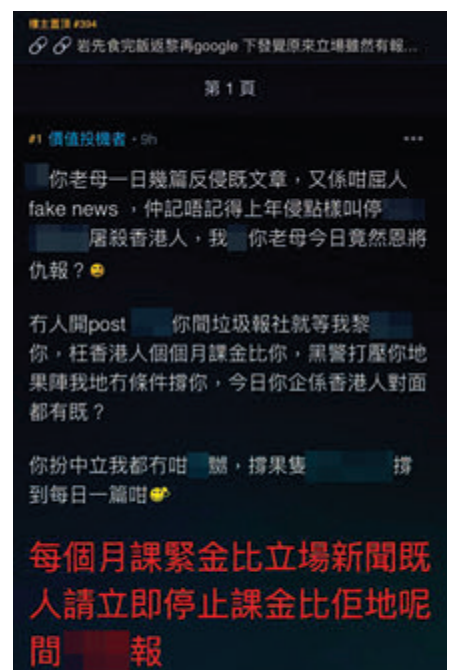 樓主置頂 #394
岩先食完飯返黎再google 下發覺原來立場雖然有報...
第 1 頁
#1 價值投機者 • 9h
你老母一日幾篇反侵既文章，又係咁屈人
fake news ，仲記唔記得上年侵點樣叫停
屠殺香港人，我 你老母今日竟然恩將
仇報？
冇人開post 你間垃圾報社就等我黎
你，枉香港人個個月課金比你，黑警打壓你地
果陣我地冇條件撐你，今日你企係香港人對面
都有既？
你扮中立我都冇咁 嬲，撐果隻 撐
到每日一篇咁
每個月課緊金比立場新聞既
人請立即停止課金比佢地呢
間 報